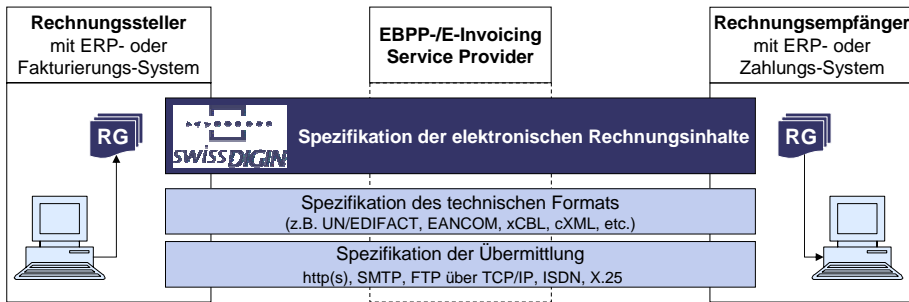 Rechnungssteller
mit ERP- oder
Fakturierungs-System
EBPP-/E-Invoicing
Service Provider
Rechnungsempfänger
mit ERP- oder
Zahlungs-System
RG
swissDIGIN
Spezifikation der elektronischen Rechnungsinhalte
RG
Spezifikation des technischen Formats
(z.B. UN/EDIFACT, EANCOM, xCBL, cXML, etc.)
Spezifikation der Übermittlung
http(s), SMTP, FTP über TCP/IP, ISDN, X.25